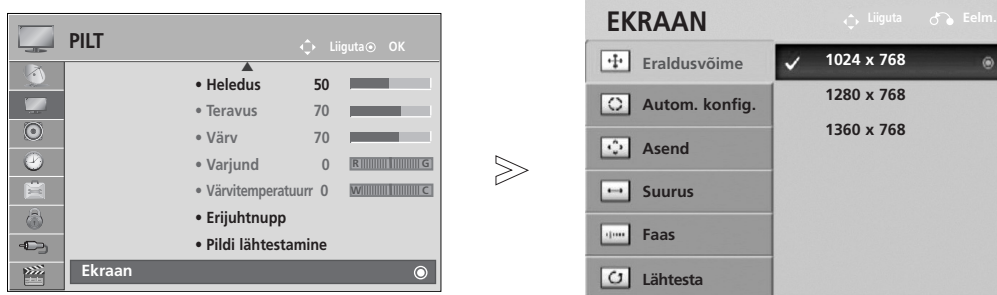 PILT
Liiguta OK
• Heledus 50
• Teravus 70
• Värv 70
• Varjund 0 R G
• Värvitemperatuurr 0 W C
• Erijuhtnupp
• Pildi lähtestamine
Ekraan
EKRAAN
Liiguta Eelm.
Eraldusvõime
Autom. konfig.
Asend
Suurus
Faas
Lähtesta
1024 x 768
1280 x 768
1360 x 768